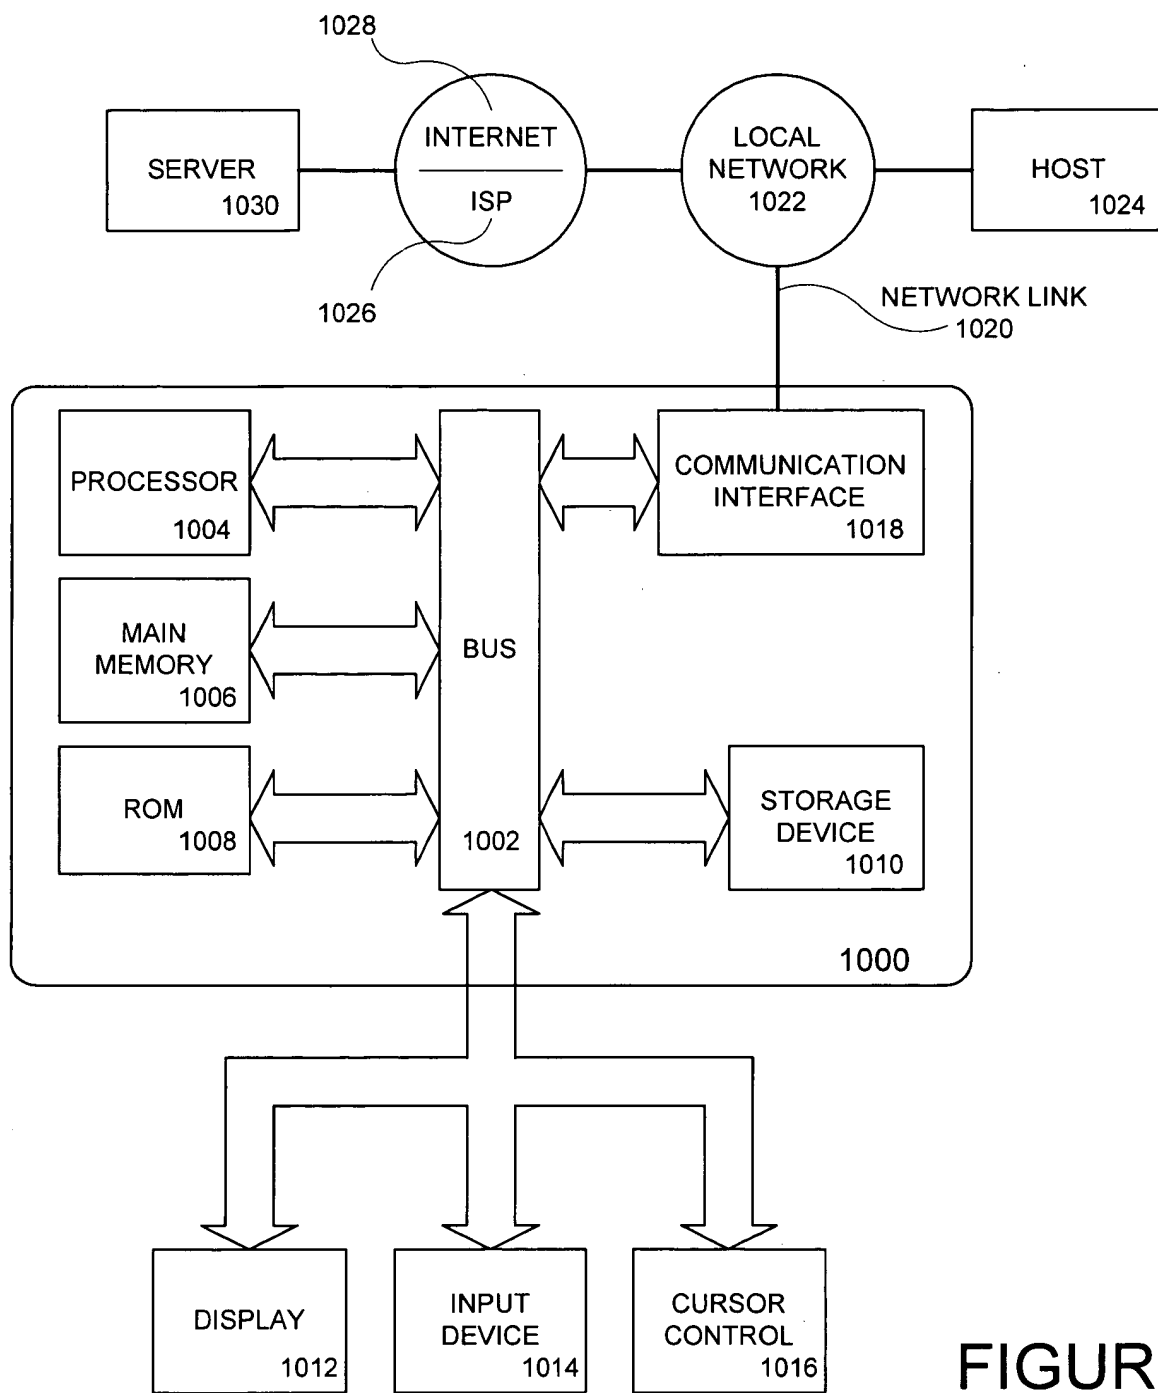 1028
SERVER
1030
INTERNET
ISP
1026
LOCAL
NETWORK
1022
HOST
1024
NETWORK LINK
1020
PROCESSOR
1004
MAIN
MEMORY
1006
ROM
1008
BUS
1002
COMMUNICATION
INTERFACE
1018
STORAGE
DEVICE
1010
1000
DISPLAY
1012
INPUT
DEVICE
1014
CURSOR
CONTROL
1016
FIGUR